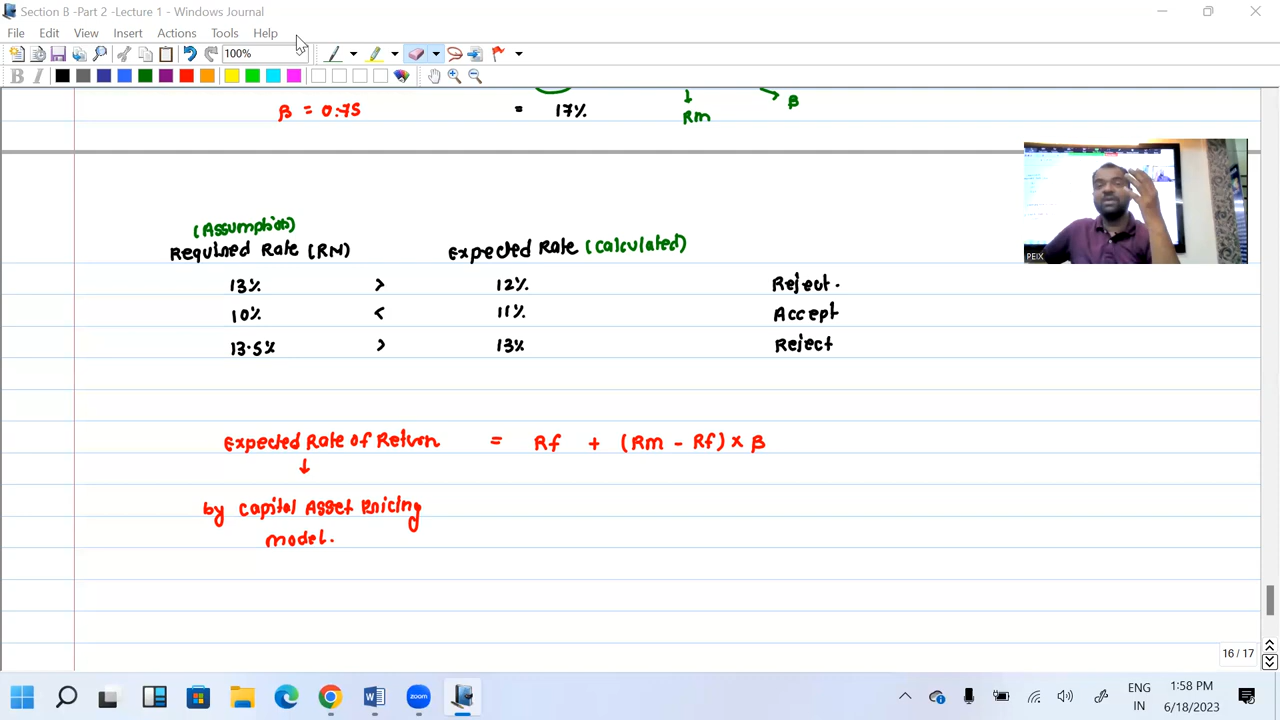 Section B -Part 2 -Lecture 1 - Windows Journal
File Edit View Insert Actions Tools Help
100%
B I
β = 0.75 = 17% Rm β
PEIX
(Assumption)
Required Rate (RN) Expected Rate (Calculated)
13% > 12% Reject.
10% < 11% Accept
13.5% > 13% Reject
Expected Rate of Return = Rf + (Rm - Rf) × β
by Capital Asset Pricing
model.
16 / 17
zoom
ENG
IN
1:58 PM
6/18/2023